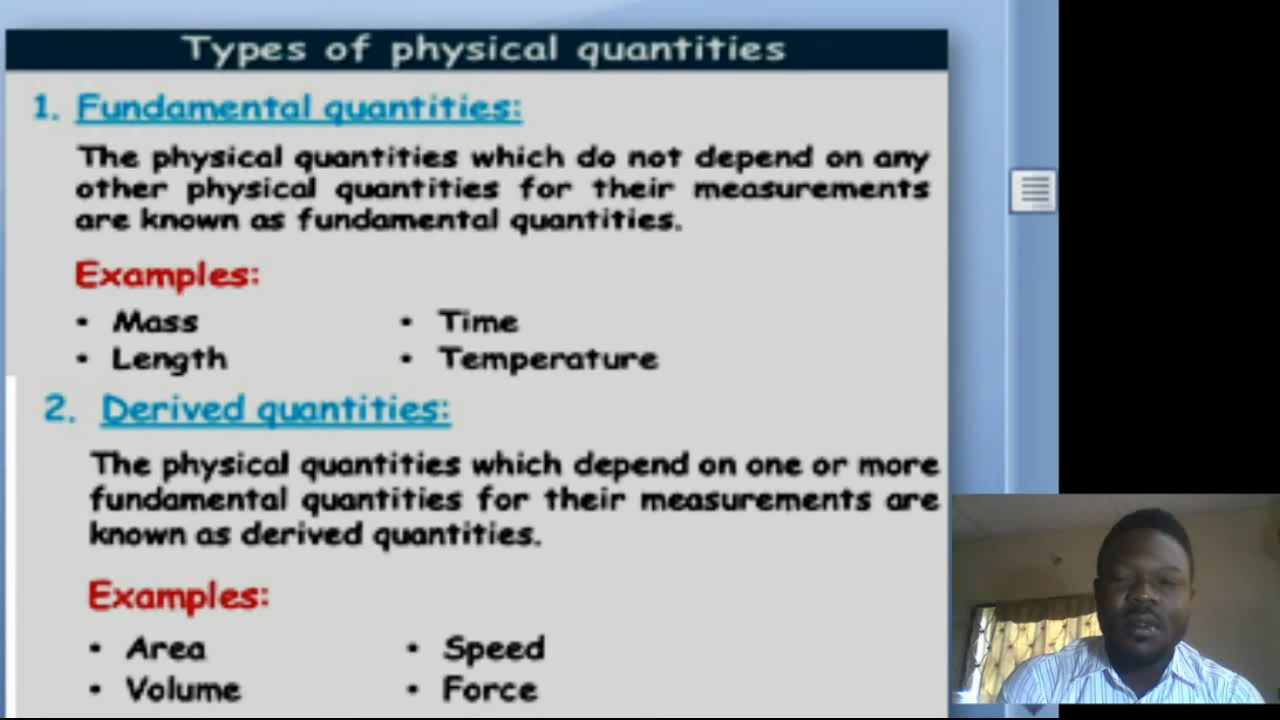 Types of physical quantities
1. Fundamental quantities:
The physical quantities which do not depend on any
other physical quantities for their measurements
are known as fundamental quantities.
Examples:
• Mass • Time
• Length • Temperature
2. Derived quantities:
The physical quantities which depend on one or more
fundamental quantities for their measurements are
known as derived quantities.
Examples:
• Area • Speed
• Volume • Force